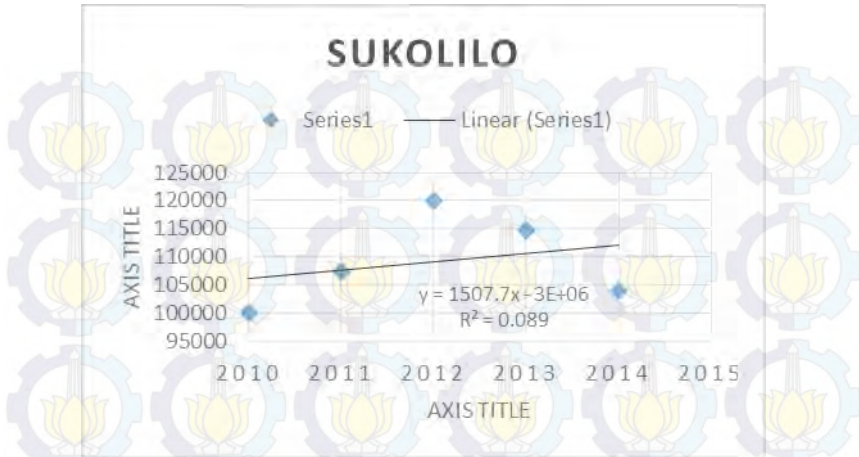 SUKOLILO
Series1 Linear (Series1)
125000
120000
115000
110000
105000
100000
95000
AXIS TITLE
y = 1507.7x - 3E+06
R² = 0.089
2010 2011 2012 2013 2014 2015
AXIS TITLE